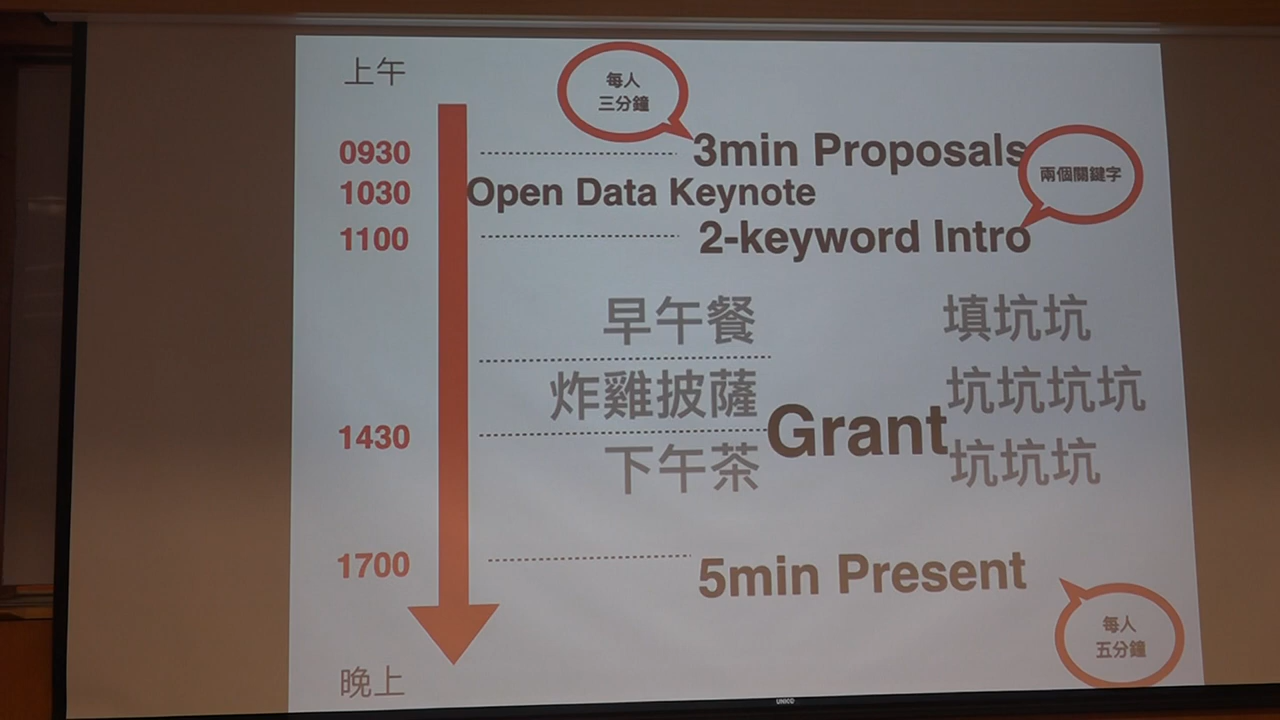 上午
每人
三分鐘
0930 3min Proposals
兩個關鍵字
1030 Open Data Keynote
1100 2-keyword Intro
早午餐 填坑坑
炸雞披薩 坑坑坑坑
1430 Grant
下午茶 坑坑坑
1700 5min Present
每人
五分鐘
晚上
UNICO